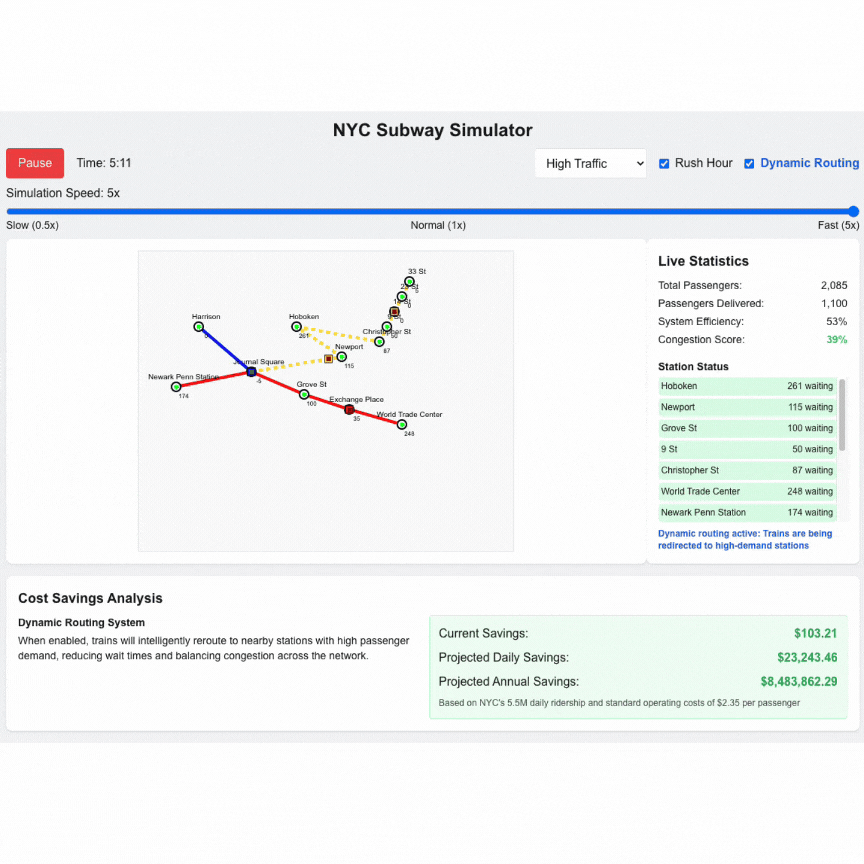 NYC Subway Simulator
Pause
Time: 5:11
High Traffic
Rush Hour
Dynamic Routing
Simulation Speed: 5x
Slow (0.5x)
Normal (1x)
Fast (5x)
33 St
0
0
0
9 St
50
Christopher St
87
Harrison
Hoboken
261
Newport
115
Journal Square
-5
Newark Penn Station
174
Grove St
100
Exchange Place
35
World Trade Center
248
Live Statistics
Total Passengers: 2,085
Passengers Delivered: 1,100
System Efficiency: 53%
Congestion Score: 39%
Station Status
Hoboken 261 waiting
Newport 115 waiting
Grove St 100 waiting
9 St 50 waiting
Christopher St 87 waiting
World Trade Center 248 waiting
Newark Penn Station 174 waiting
Dynamic routing active: Trains are being
redirected to high-demand stations
Cost Savings Analysis
Dynamic Routing System
When enabled, trains will intelligently reroute to nearby stations with high passenger
demand, reducing wait times and balancing congestion across the network.
Current Savings: $103.21
Projected Daily Savings: $23,243.46
Projected Annual Savings: $8,483,862.29
Based on NYC's 5.5M daily ridership and standard operating costs of $2.35 per passenger